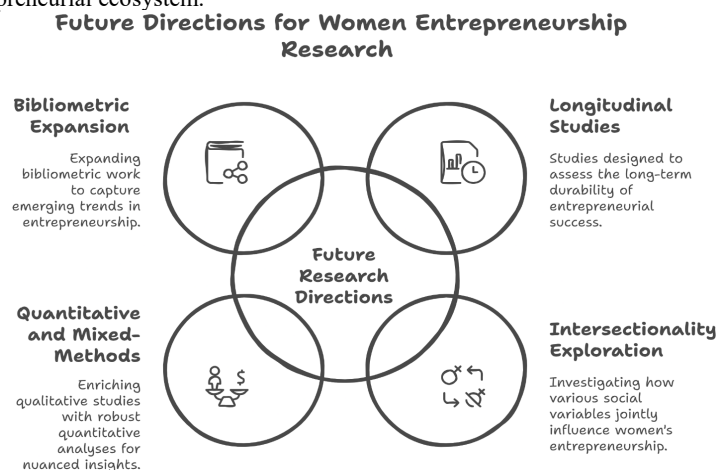 preneurial ecosystem.
Future Directions for Women Entrepreneurship
Research
Bibliometric
Expansion
Expanding
bibliometric work
to capture
emerging trends in
entrepreneurship.
Longitudinal
Studies
Studies designed to
assess the long-term
durability of
entrepreneurial
success.
Future
Research
Directions
Quantitative
and Mixed-
Methods
Enriching
qualitative studies
with robust
quantitative
analyses for
nuanced insights.
$
Intersectionality
Exploration
Investigating how
various social
variables jointly
influence women's
entrepreneurship.